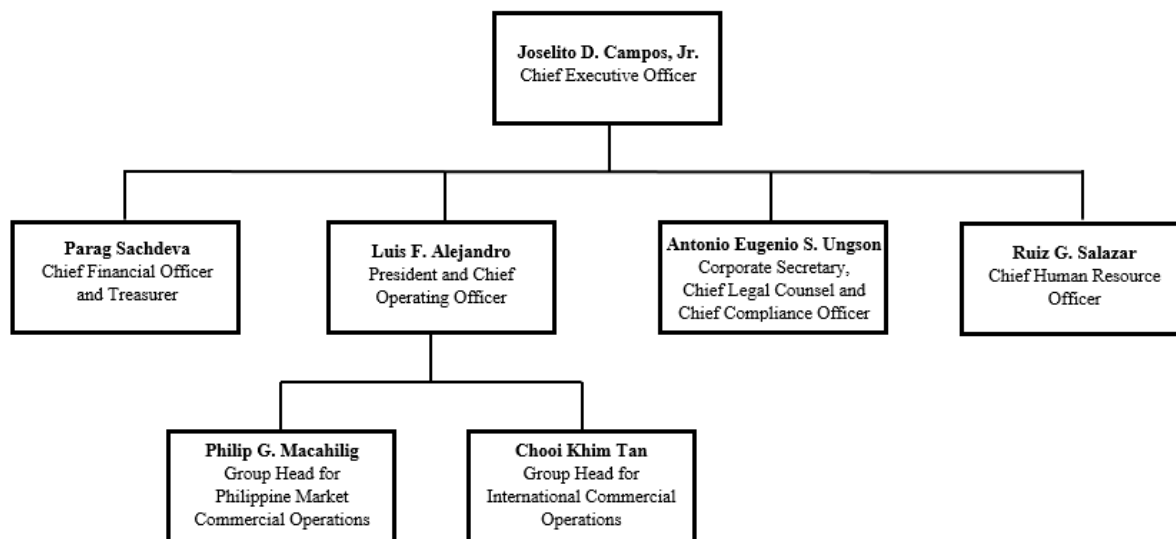 Joselito D. Campos, Jr.
Chief Executive Officer
Parag Sachdeva
Chief Financial Officer
and Treasurer
Luis F. Alejandro
President and Chief
Operating Officer
Antonio Eugenio S. Ungson
Corporate Secretary,
Chief Legal Counsel and
Chief Compliance Officer
Ruiz G. Salazar
Chief Human Resource
Officer
Philip G. Macahilig
Group Head for
Philippine Market
Commercial Operations
Chooi Khim Tan
Group Head for
International Commercial
Operations